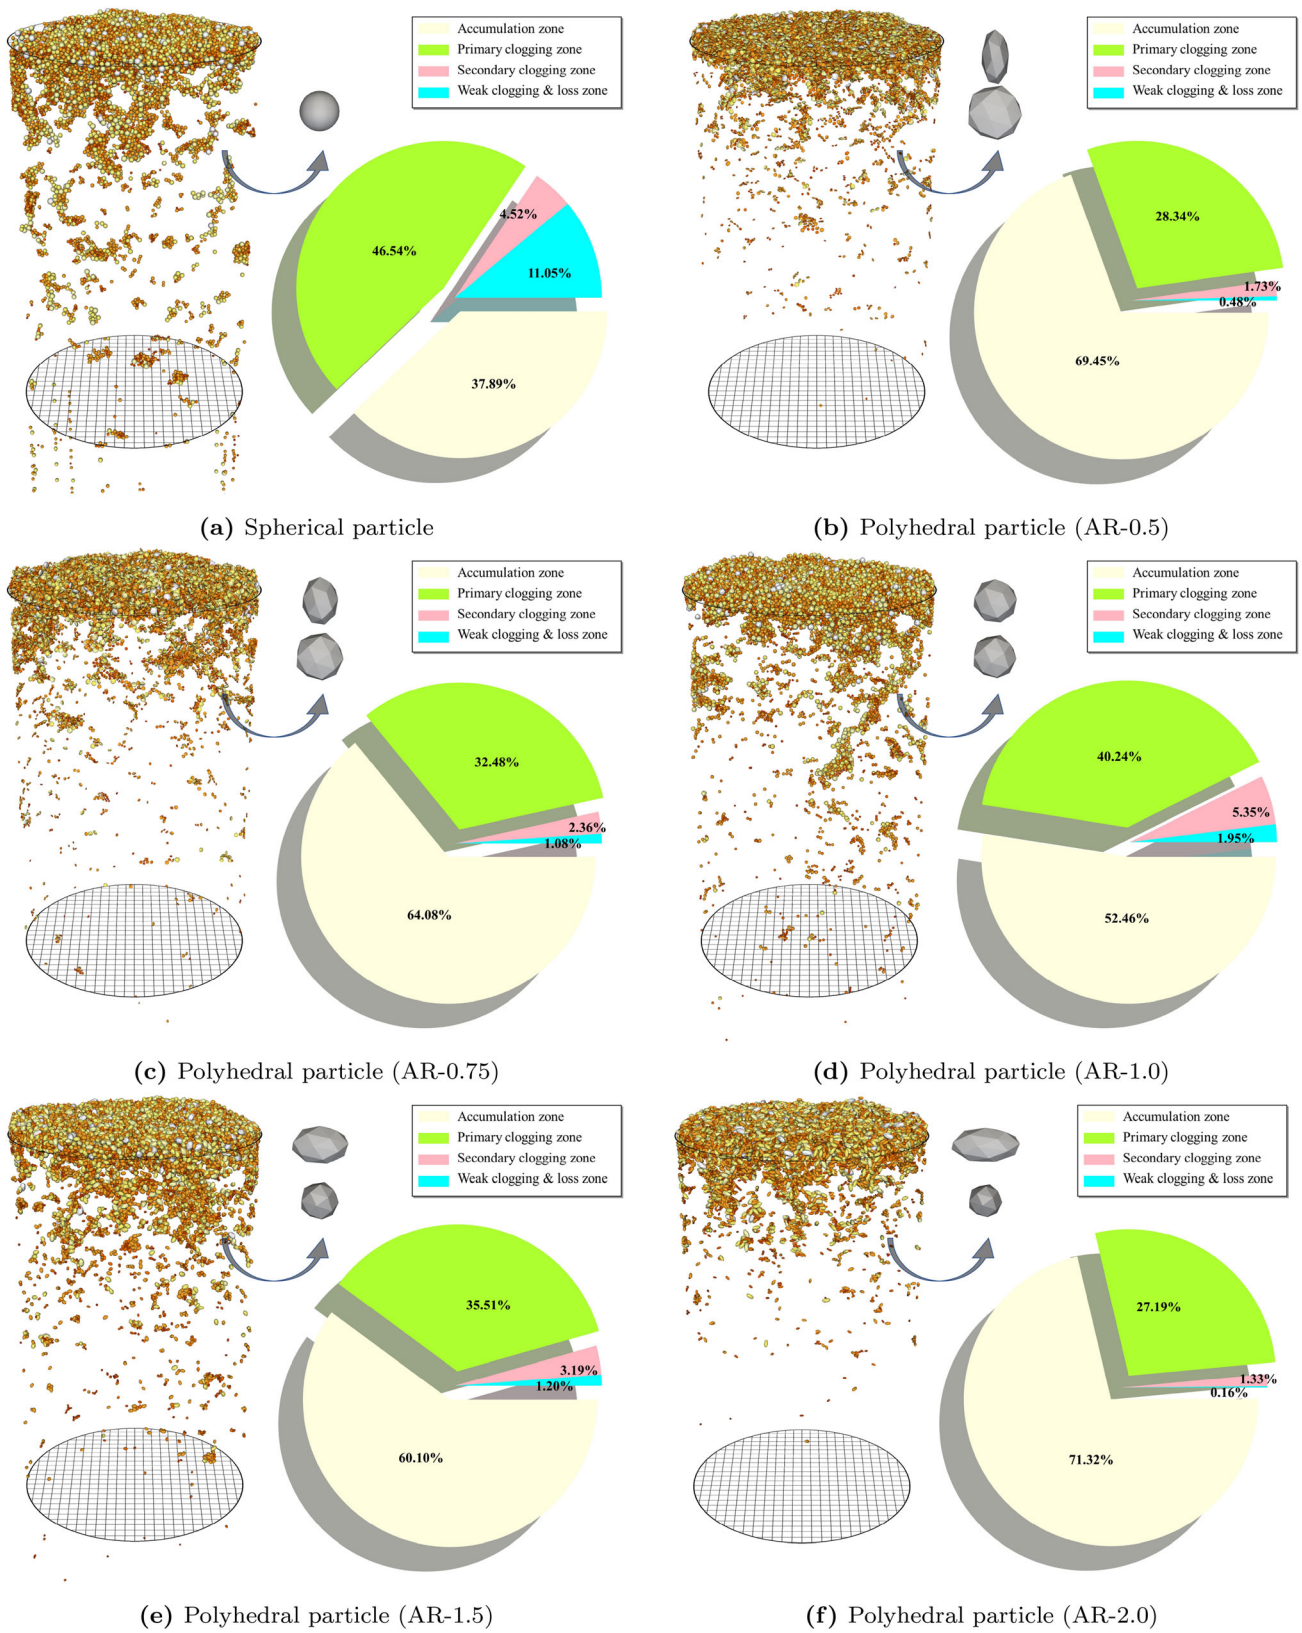 Accumulation zone
Primary clogging zone
Secondary clogging zone
Weak clogging & loss zone
46.54%
4.52%
11.05%
37.89%
(a) Spherical particle
Accumulation zone
Primary clogging zone
Secondary clogging zone
Weak clogging & loss zone
28.34%
1.73%
0.48%
69.45%
(b) Polyhedral particle (AR-0.5)
Accumulation zone
Primary clogging zone
Secondary clogging zone
Weak clogging & loss zone
32.48%
2.36%
1.08%
64.08%
(c) Polyhedral particle (AR-0.75)
Accumulation zone
Primary clogging zone
Secondary clogging zone
Weak clogging & loss zone
40.24%
5.35%
1.95%
52.46%
(d) Polyhedral particle (AR-1.0)
Accumulation zone
Primary clogging zone
Secondary clogging zone
Weak clogging & loss zone
35.51%
3.19%
1.20%
60.10%
(e) Polyhedral particle (AR-1.5)
Accumulation zone
Primary clogging zone
Secondary clogging zone
Weak clogging & loss zone
27.19%
1.33%
0.16%
71.32%
(f) Polyhedral particle (AR-2.0)